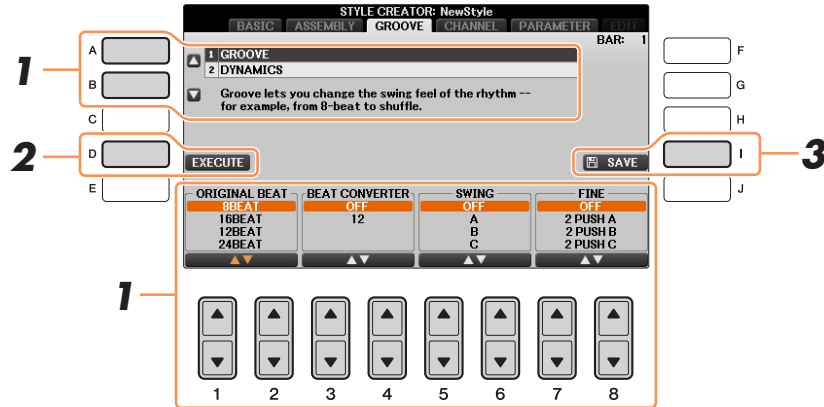 STYLE CREATOR: NewStyle
BASIC ASSEMBLY GROOVE CHANNEL PARAMETER EDIT
BAR: 1
1 GROOVE
2 DYNAMICS
Groove lets you change the swing feel of the rhythm --
for example, from 8-beat to shuffle.
EXECUTE
SAVE
ORIGINAL BEAT BEAT CONVERTER SWING FINE
8BEAT OFF OFF OFF
16BEAT 12 A 2 PUSH A
12BEAT B 2 PUSH B
24BEAT C 2 PUSH C
A
B
C
D
E
F
G
H
I
J
1
2
3
1
1 2 3 4 5 6 7 8